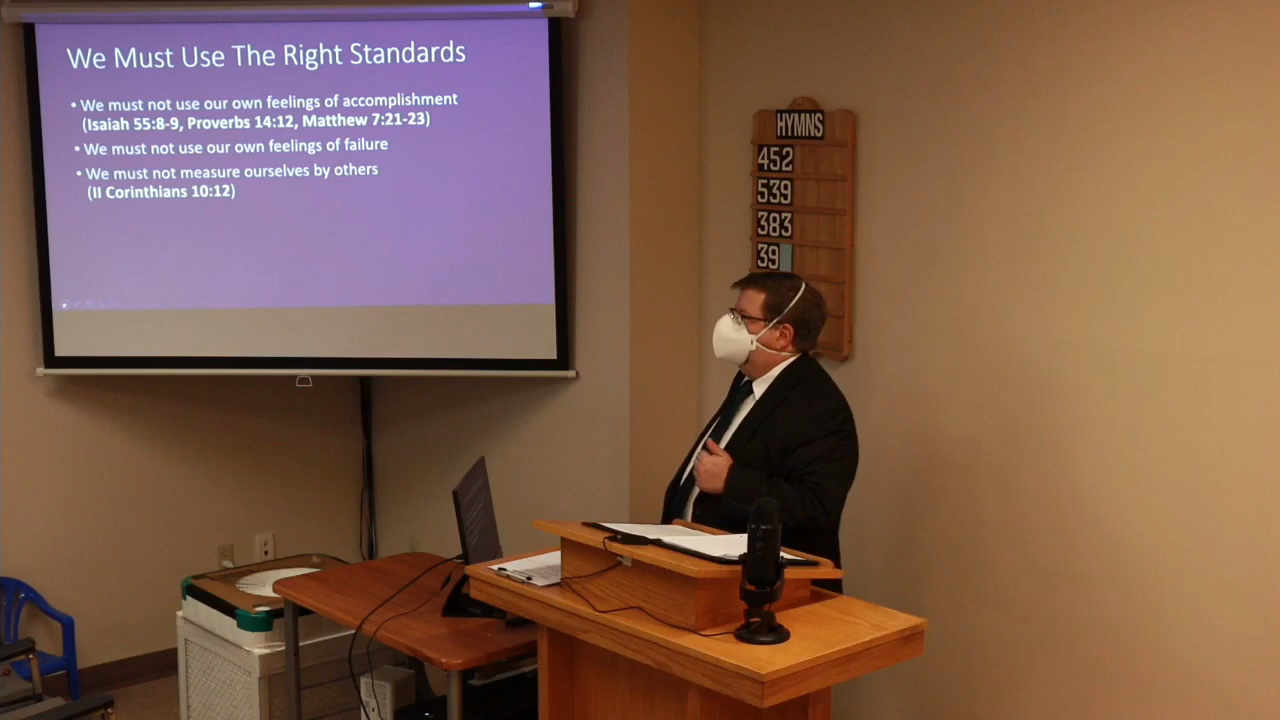 We Must Use The Right Standards
• We must not use our own feelings of accomplishment
(Isaiah 55:8-9, Proverbs 14:12, Matthew 7:21-23)
• We must not use our own feelings of failure
• We must not measure ourselves by others
(II Corinthians 10:12)
HYMNS
452
539
383
39